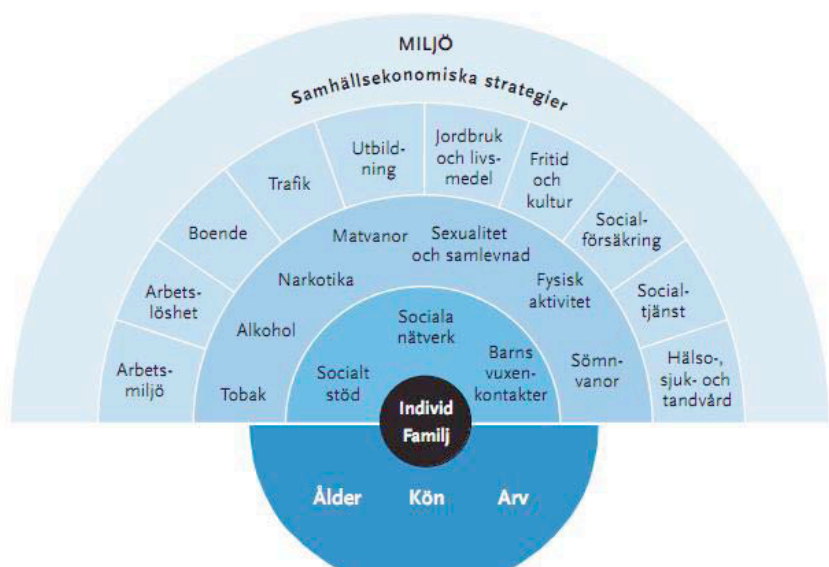 MILJÖ
Samhällsekonomiska strategier
Arbets-
miljö
Arbets-
löshet
Boende
Trafik
Utbild-
ning
Jordbruk
och livs-
medel
Fritid
och
kultur
Social-
försäkring
Social-
tjänst
Hälso-,
sjuk- och
tandvård
Tobak
Alkohol
Narkotika
Matvanor
Sexualitet
och samlevnad
Fysisk
aktivitet
Sömn-
vanor
Socialt
stöd
Sociala
nätverk
Barns
vuxen-
kontakter
Individ
Familj
Ålder
Kön
Arv